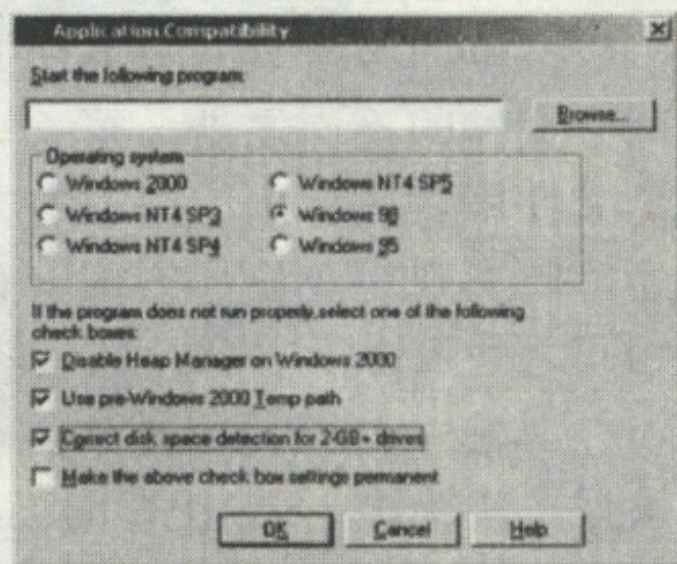 Application Compatibility
Start the following program:
Browse...
Operating system
Windows 2000
Windows NT4 SP5
Windows NT4 SP3
Windows 98
Windows NT4 SP4
Windows 95
If the program does not run properly, select one of the following
check boxes:
Disable Heap Manager on Windows 2000
Use pre-Windows 2000 Temp path
Correct disk space detection for 2-GB+ drives
Make the above check box settings permanent
OK
Cancel
Help